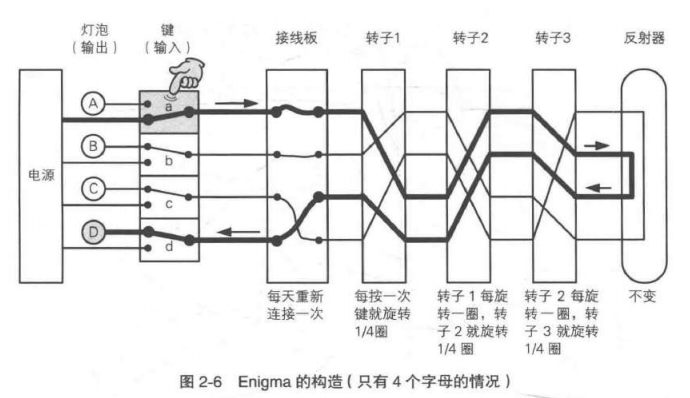 灯泡
（输出）
键
（输入）
接线板
转子1
转子2
转子3
反射器
电源
A
B
C
D
a
b
c
d
每天重新
连接一次
每按一次
键就旋转
1/4圈
转子 1 每旋
转一圈，转
子 2 就旋转
1/4 圈
转子 2 每旋
转一圈，转
子 3 就旋转
1/4 圈
不变
图 2-6 Enigma 的构造（只有 4 个字母的情况）